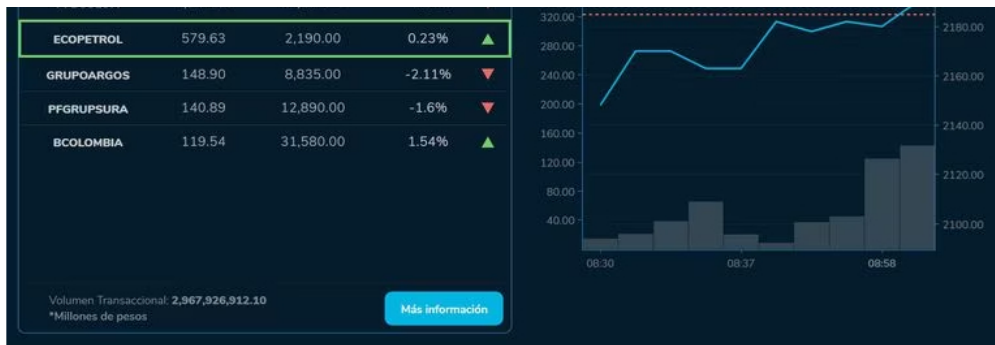 ECOPETROL 579.63 2,190.00 0.23% ▲
GRUPOARGOS 148.90 8,835.00 -2.11% ▼
PFGRUPSURA 140.89 12,890.00 -1.6% ▼
BCOLOMBIA 119.54 31,580.00 1.54% ▲
Volumen Transaccional: 2,967,926,912.10
*Millones de pesos
Más información
320.00
280.00
240.00
200.00
160.00
120.00
80.00
40.00
2180.00
2160.00
2140.00
2120.00
2100.00
08:30 08:37 08:58